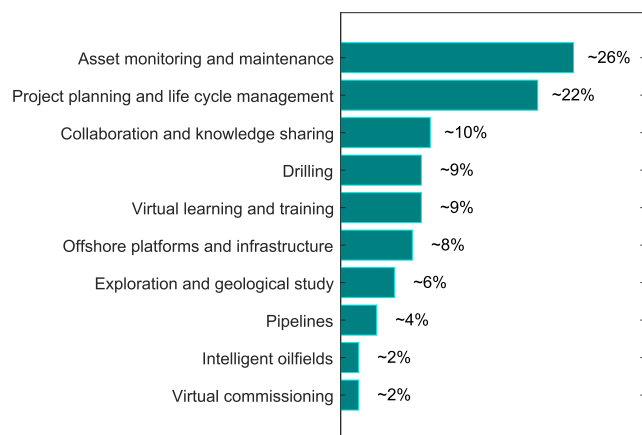 Asset monitoring and maintenance ~26%
Project planning and life cycle management ~22%
Collaboration and knowledge sharing ~10%
Drilling ~9%
Virtual learning and training ~9%
Offshore platforms and infrastructure ~8%
Exploration and geological study ~6%
Pipelines ~4%
Intelligent oilfields ~2%
Virtual commissioning ~2%